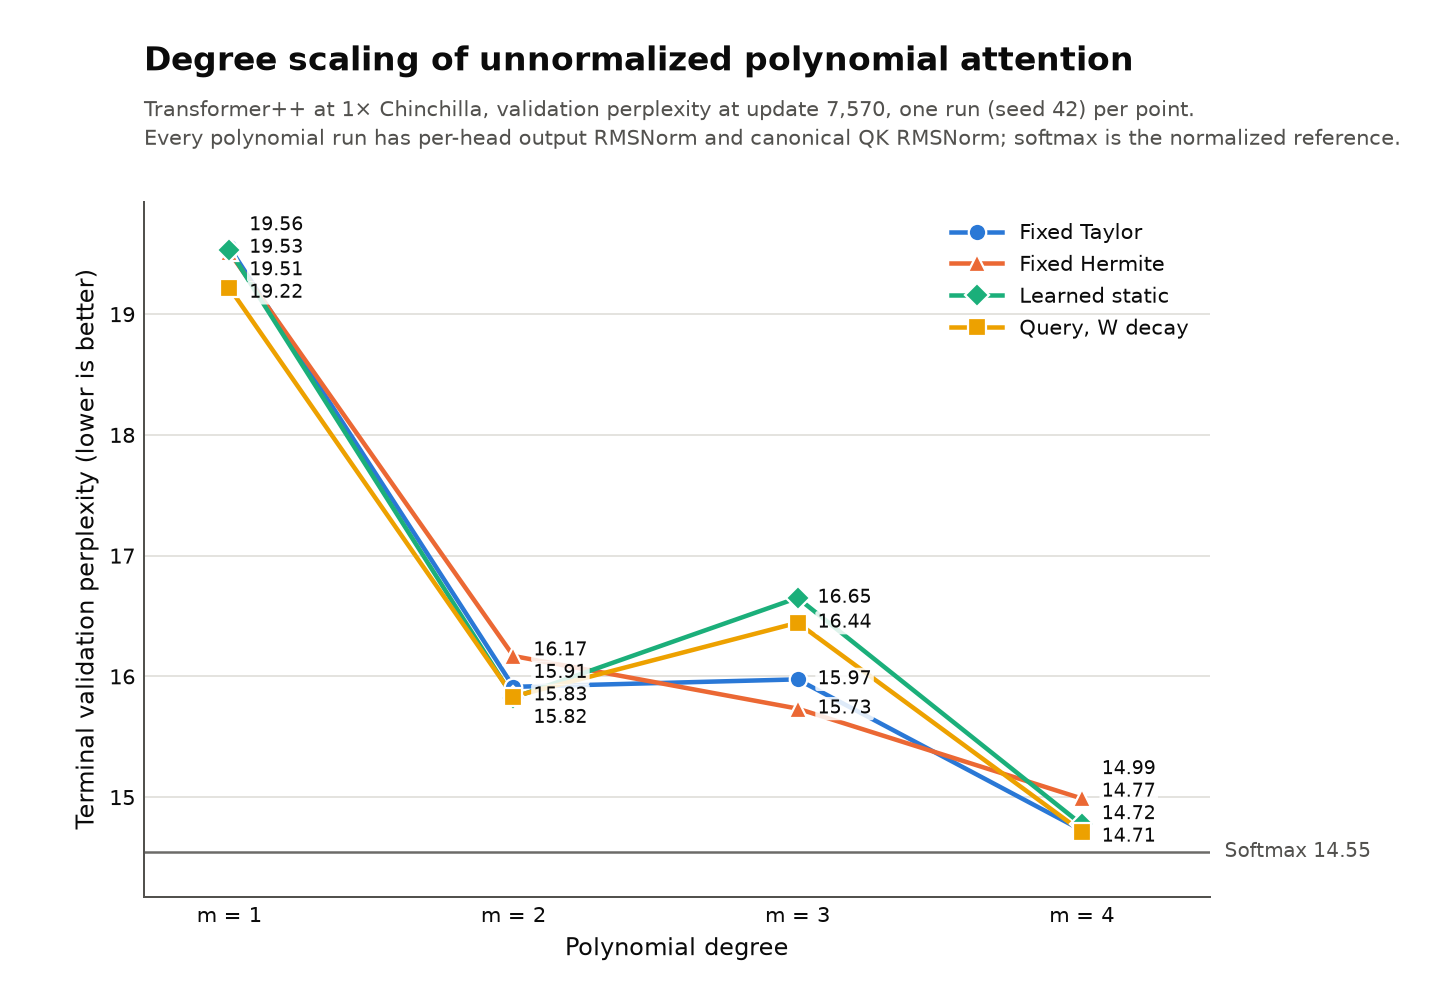 Degree scaling of unnormalized polynomial attention
Transformer++ at 1× Chinchilla, validation perplexity at update 7,570, one run (seed 42) per point.
Every polynomial run has per-head output RMSNorm and canonical QK RMSNorm; softmax is the normalized reference.
Terminal validation perplexity (lower is better)
19
18
17
16
15
19.56
19.53
19.51
19.22
16.17
15.91
15.83
15.82
16.65
16.44
15.97
15.73
14.99
14.77
14.72
14.71
Fixed Taylor
Fixed Hermite
Learned static
Query, W decay
Softmax 14.55
m = 1
m = 2
m = 3
m = 4
Polynomial degree